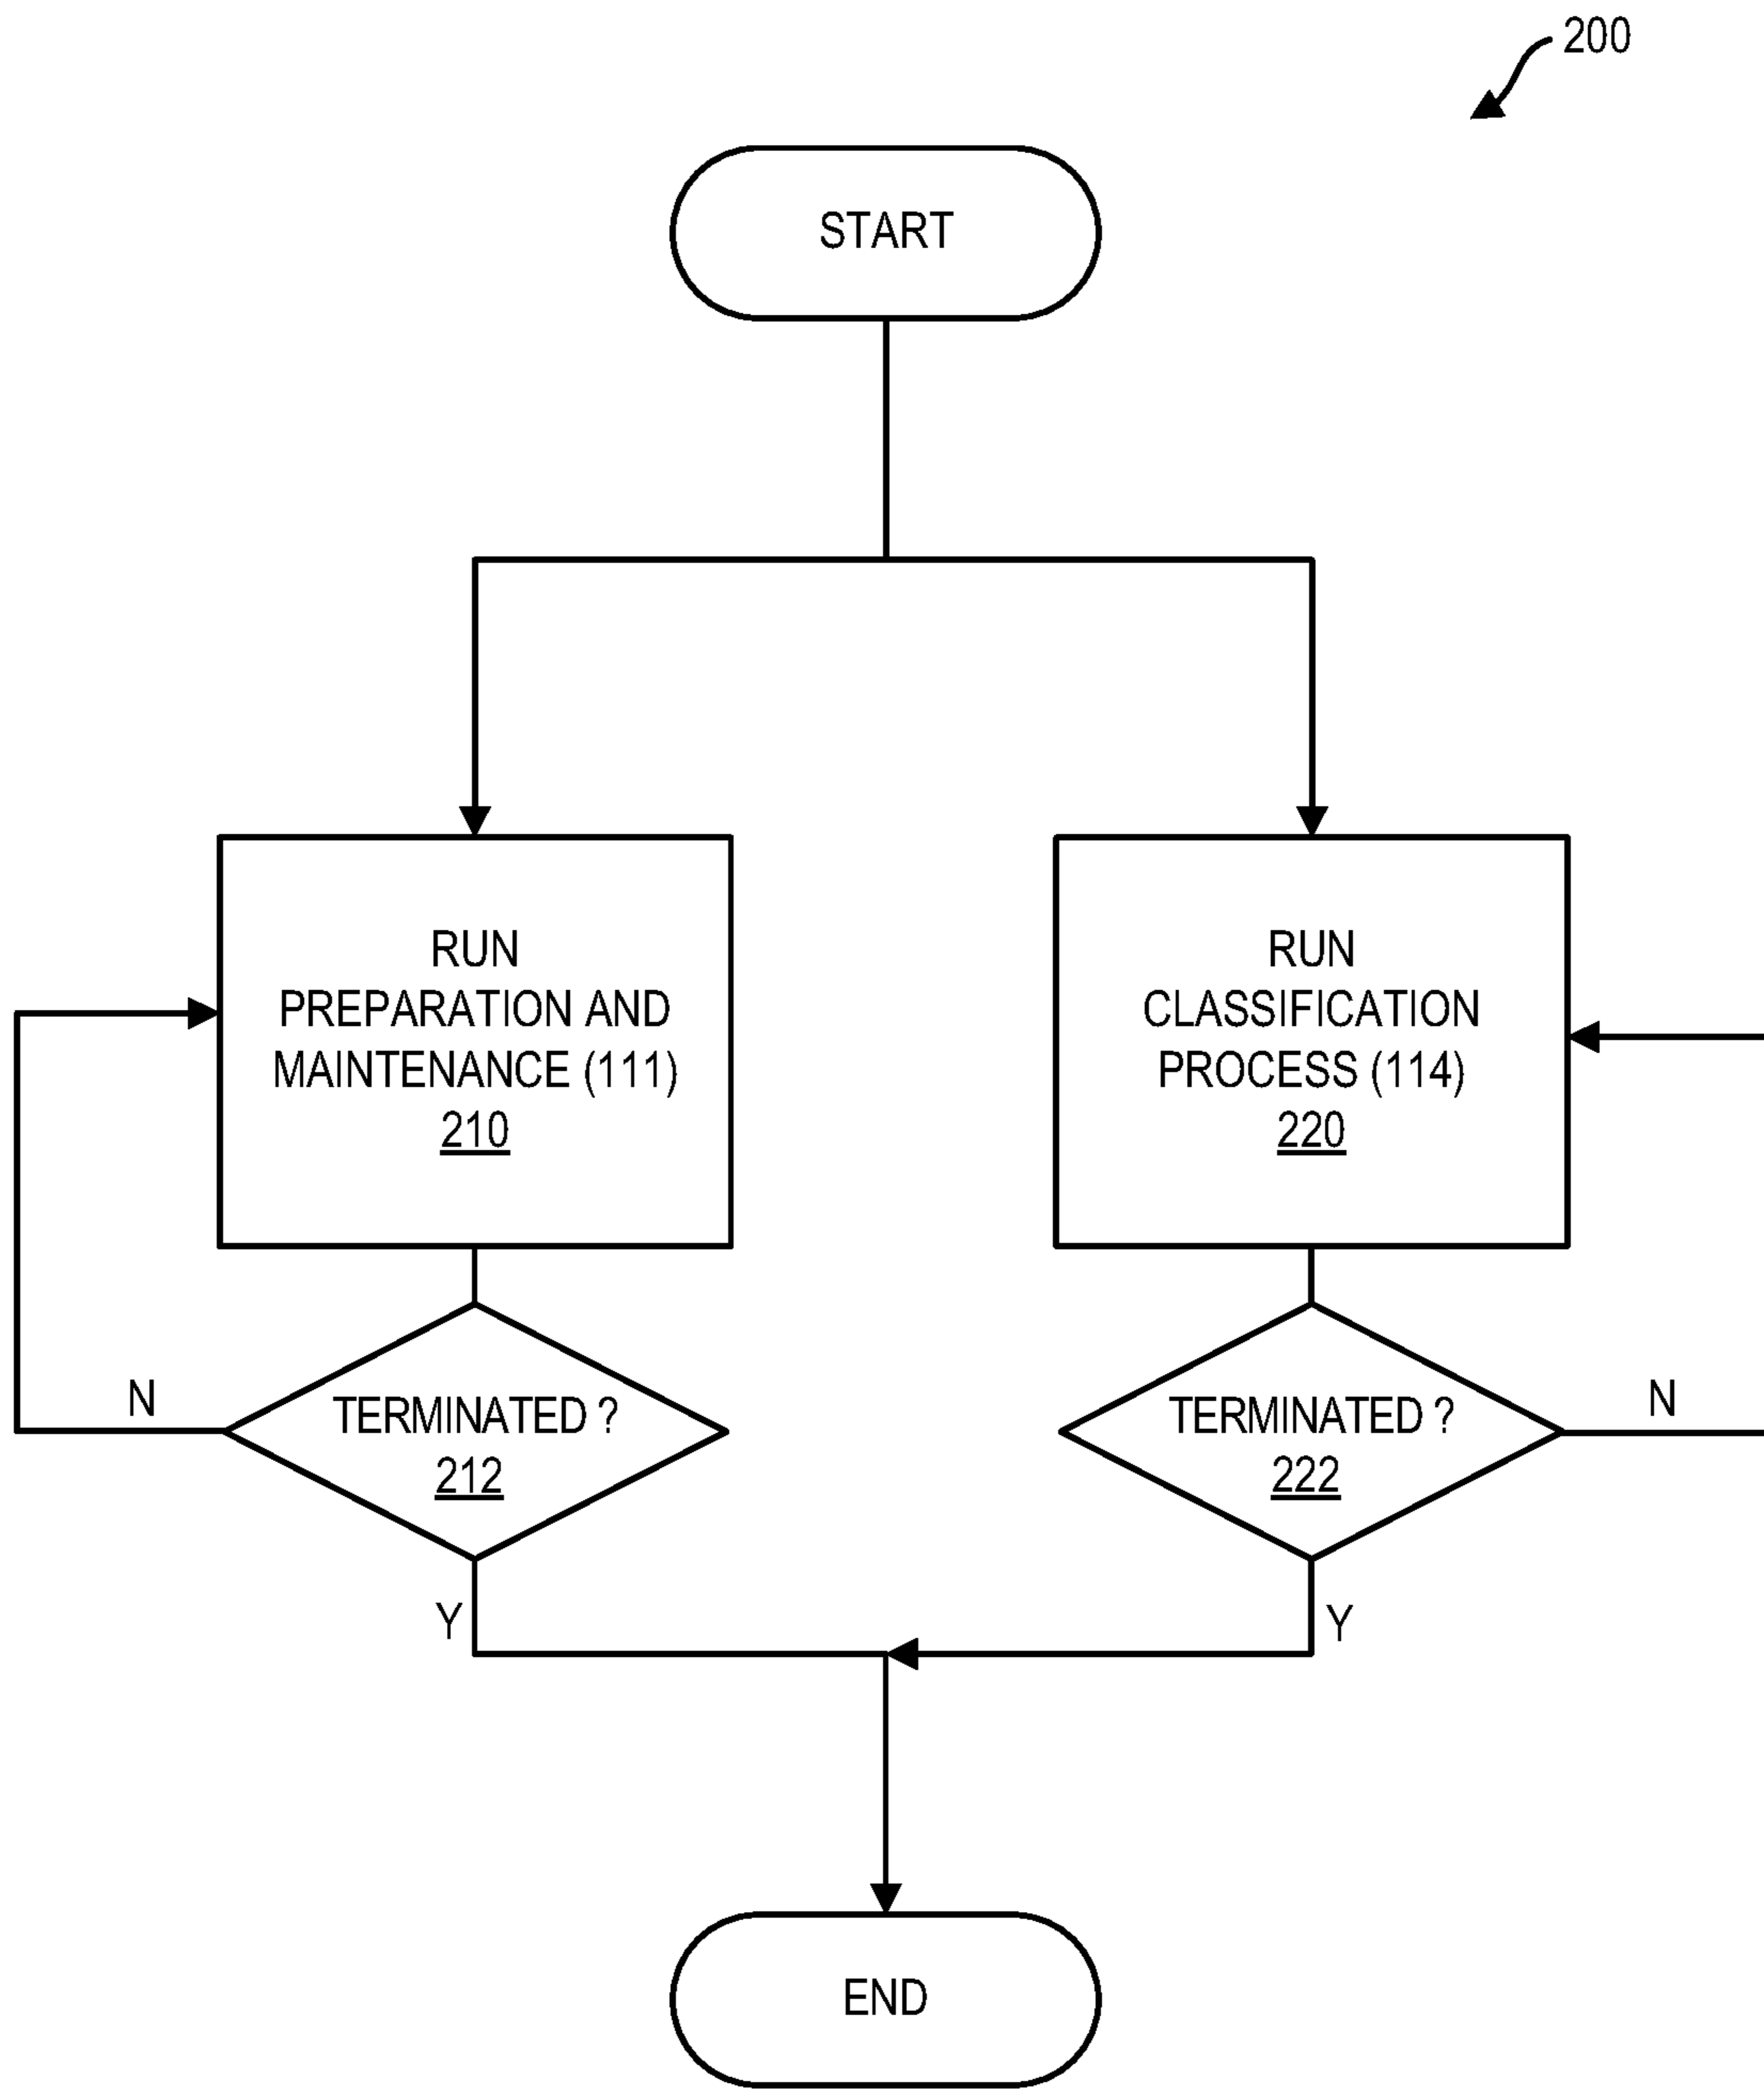 200
START
RUN
PREPARATION AND
MAINTENANCE (111)
210
RUN
CLASSIFICATION
PROCESS (114)
220
N
TERMINATED ?
212
TERMINATED ?
222
N
Y
Y
END